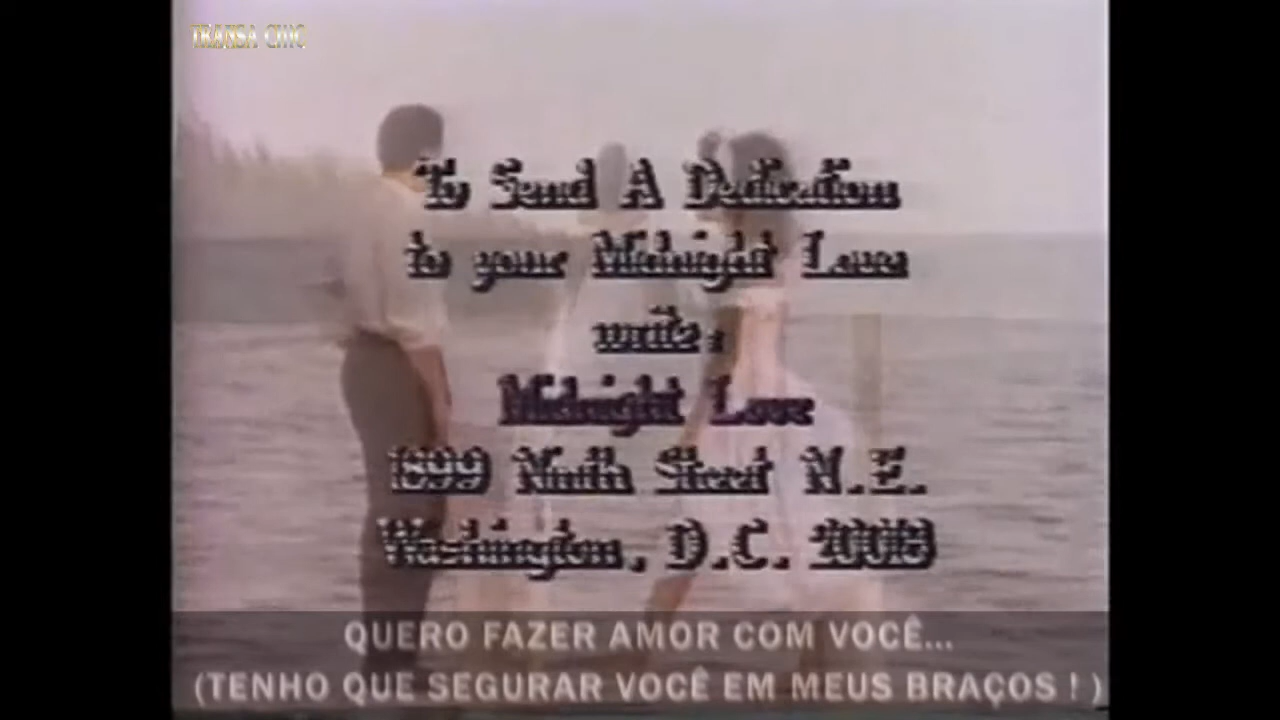 TRANSA CHIC
To Send A Dedication
to your Midnight Love
write:
Midnight Love
1899 Ninth Street N.E.
Washington, D.C. 20018
QUERO FAZER AMOR COM VOCÊ...
(TENHO QUE SEGURAR VOCÊ EM MEUS BRAÇOS ! )